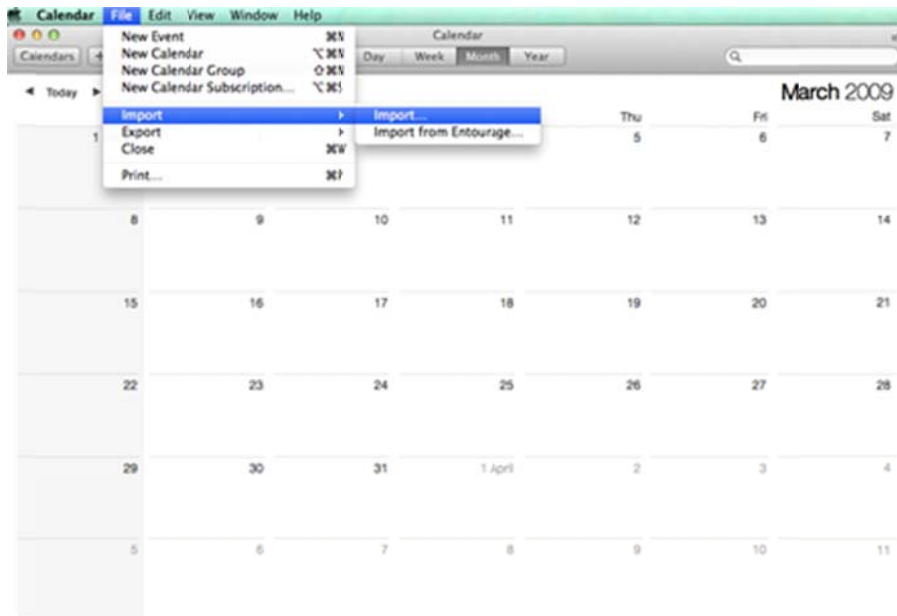 Calendar File Edit View Window Help
Calendar
Calendars + Day Week Month Year
New Event ⌘N
New Calendar ⌥⌘N
New Calendar Group ⇧⌘N
New Calendar Subscription... ⌥⌘S
Import
Export
Close ⌘W
Print... ⌘P
Import...
Import from Entourage...
Today
March 2009
Thu Fri Sat
1 5 6 7
8 9 10 11 12 13 14
15 16 17 18 19 20 21
22 23 24 25 26 27 28
29 30 31 1 April 2 3 4
5 6 7 8 9 10 11